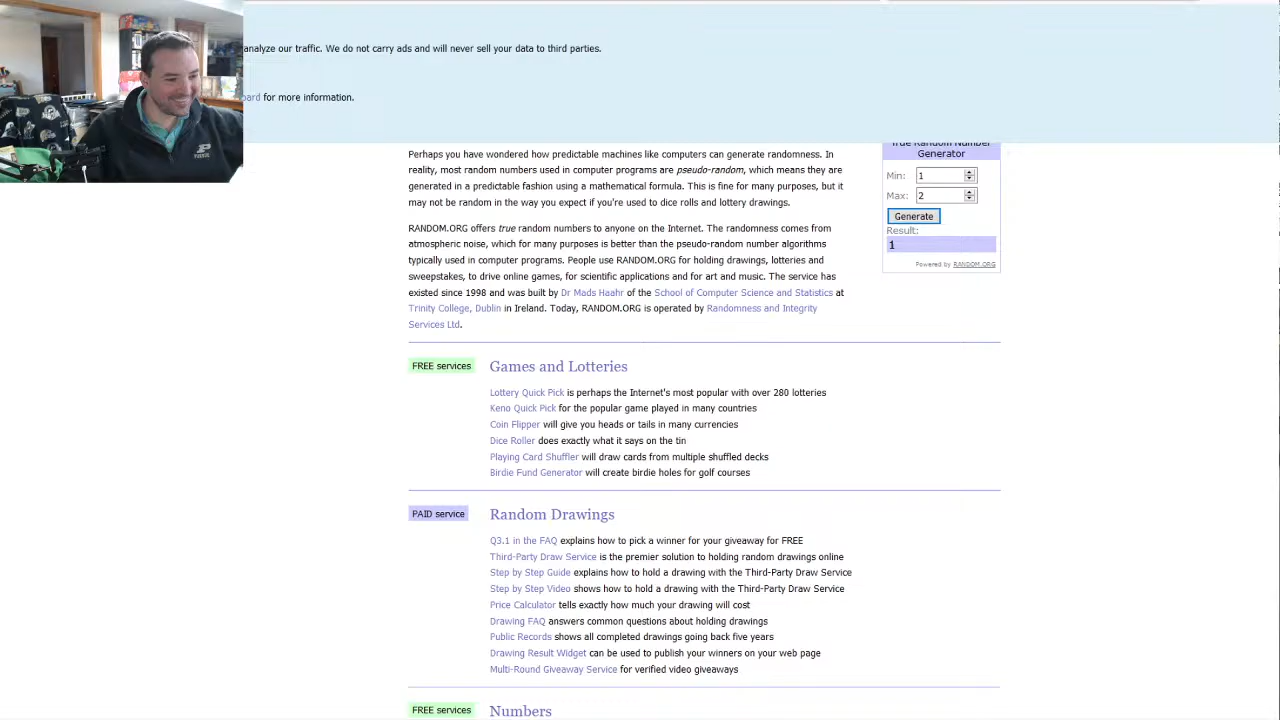 analyze our traffic. We do not carry ads and will never sell your data to third parties.
for more information.
True Random Number
Generator
Perhaps you have wondered how predictable machines like computers can generate randomness. In
reality, most random numbers used in computer programs are pseudo-random, which means they are
generated in a predictable fashion using a mathematical formula. This is fine for many purposes, but it
may not be random in the way you expect if you're used to dice rolls and lottery drawings.
Min: 1
Max: 2
Generate
Result:
1
Powered by RANDOM.ORG
RANDOM.ORG offers true random numbers to anyone on the Internet. The randomness comes from
atmospheric noise, which for many purposes is better than the pseudo-random number algorithms
typically used in computer programs. People use RANDOM.ORG for holding drawings, lotteries and
sweepstakes, to drive online games, for scientific applications and for art and music. The service has
existed since 1998 and was built by Dr Mads Haahr of the School of Computer Science and Statistics at
Trinity College, Dublin in Ireland. Today, RANDOM.ORG is operated by Randomness and Integrity
Services Ltd.
FREE services
Games and Lotteries
Lottery Quick Pick is perhaps the Internet's most popular with over 280 lotteries
Keno Quick Pick for the popular game played in many countries
Coin Flipper will give you heads or tails in many currencies
Dice Roller does exactly what it says on the tin
Playing Card Shuffler will draw cards from multiple shuffled decks
Birdie Fund Generator will create birdie holes for golf courses
PAID service
Random Drawings
Q3.1 in the FAQ explains how to pick a winner for your giveaway for FREE
Third-Party Draw Service is the premier solution to holding random drawings online
Step by Step Guide explains how to hold a drawing with the Third-Party Draw Service
Step by Step Video shows how to hold a drawing with the Third-Party Draw Service
Price Calculator tells exactly how much your drawing will cost
Drawing FAQ answers common questions about holding drawings
Public Records shows all completed drawings going back five years
Drawing Result Widget can be used to publish your winners on your web page
Multi-Round Giveaway Service for verified video giveaways
FREE services
Numbers